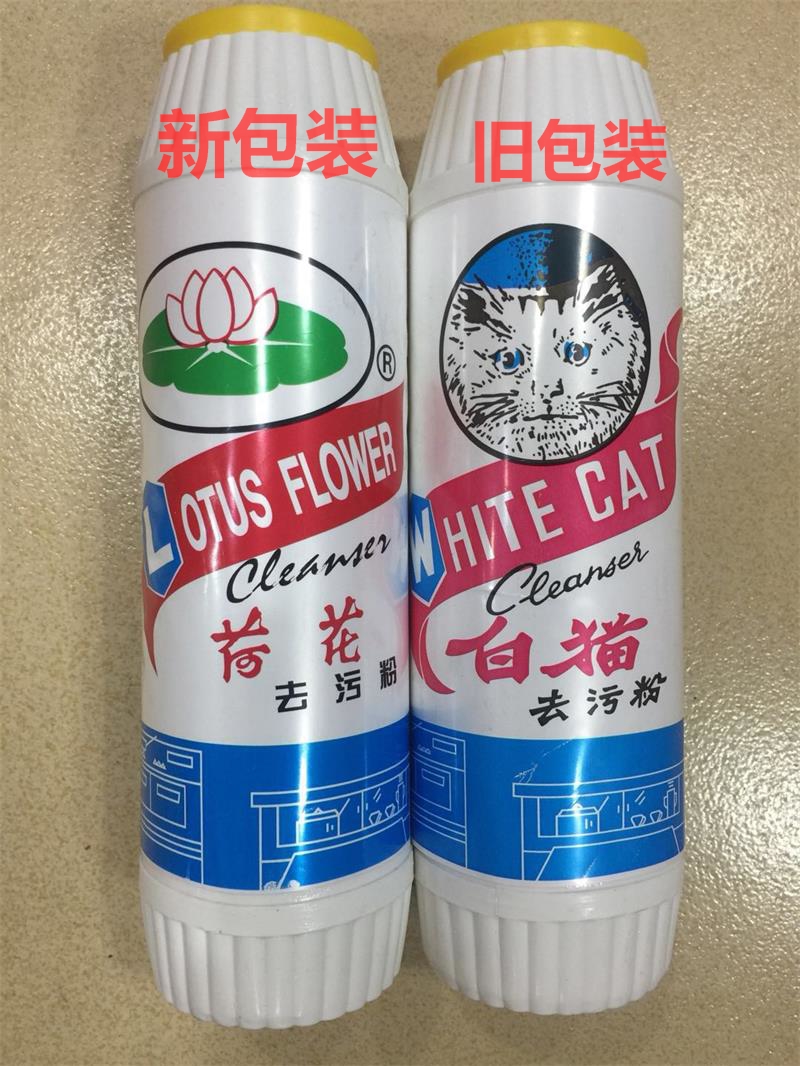 新包装
®
LOTUS FLOWER
Cleanser
荷花
去污粉
旧包装
WHITE CAT
Cleanser
白猫
去污粉